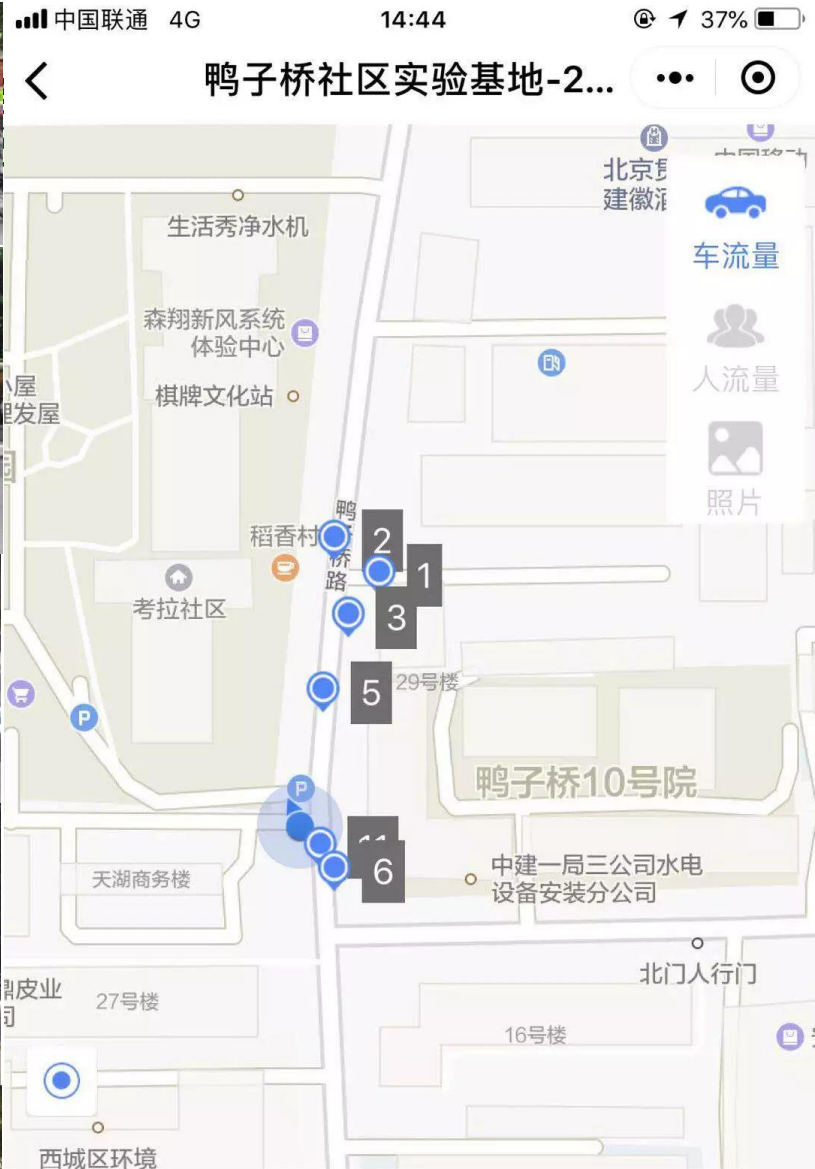 中国联通 4G 14:44 37%
鸭子桥社区实验基地-2...
北京贵
建徽酒
中国移动
车流量
人流量
照片
生活秀净水机
森翔新风系统
体验中心
棋牌文化站
小屋
理发屋
园
鸭子桥路
稻香村
2
1
3
考拉社区
5
29号楼
P
P
鸭子桥10号院
11
6
天湖商务楼
中建一局三公司水电
设备安装分公司
北门人行门
皮业
司
27号楼
16号楼
西城区环境